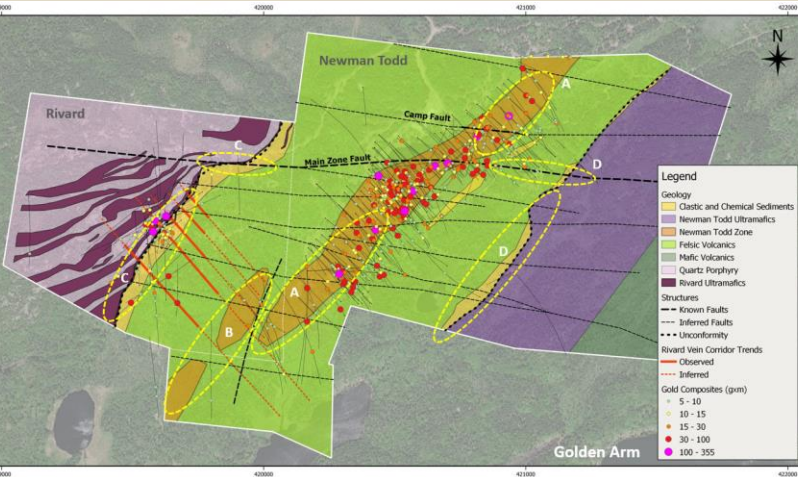 420000
421000
422000
Newman Todd
N
A
Rivard
Camp Fault
C
Main Zone Fault
D
Legend
Geology
Clastic and Chemical Sediments
Newman Todd Ultramafics
Newman Todd Zone
Felsic Volcanics
Mafic Volcanics
Quartz Porphyry
Rivard Ultramafics
Structures
Known Faults
Inferred Faults
Unconformity
Rivard Vein Corridor Trends
Observed
Inferred
Gold Composites (gxm)
5 - 10
10 - 15
15 - 30
30 - 100
100 - 355
D
C
A
B
Golden Arm
420000
421000